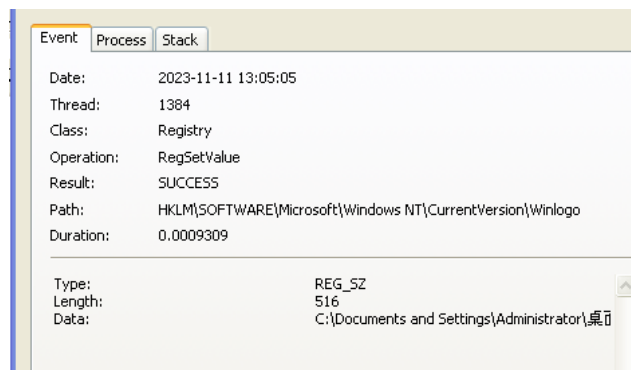 Event Process Stack
Date: 2023-11-11 13:05:05
Thread: 1384
Class: Registry
Operation: RegSetValue
Result: SUCCESS
Path: HKLM\SOFTWARE\Microsoft\Windows NT\CurrentVersion\Winlogo
Duration: 0.0009309
Type: REG_SZ
Length: 516
Data: C:\Documents and Settings\Administrator\桌